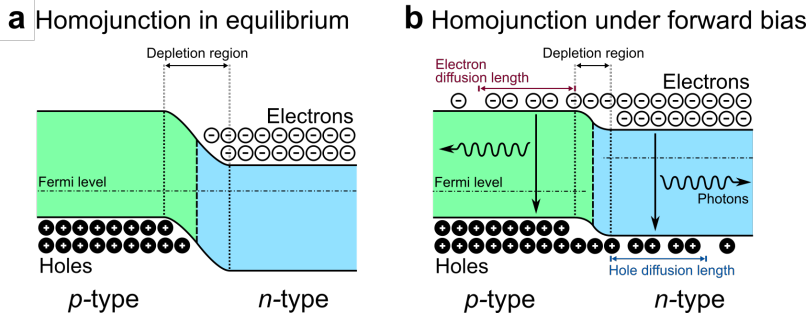 a Homojunction in equilibrium
Depletion region
Electrons
Fermi level
Holes
p-type
n-type
b Homojunction under forward bias
Depletion region
Electron
diffusion length
Electrons
Fermi level
Photons
Holes
Hole diffusion length
p-type
n-type